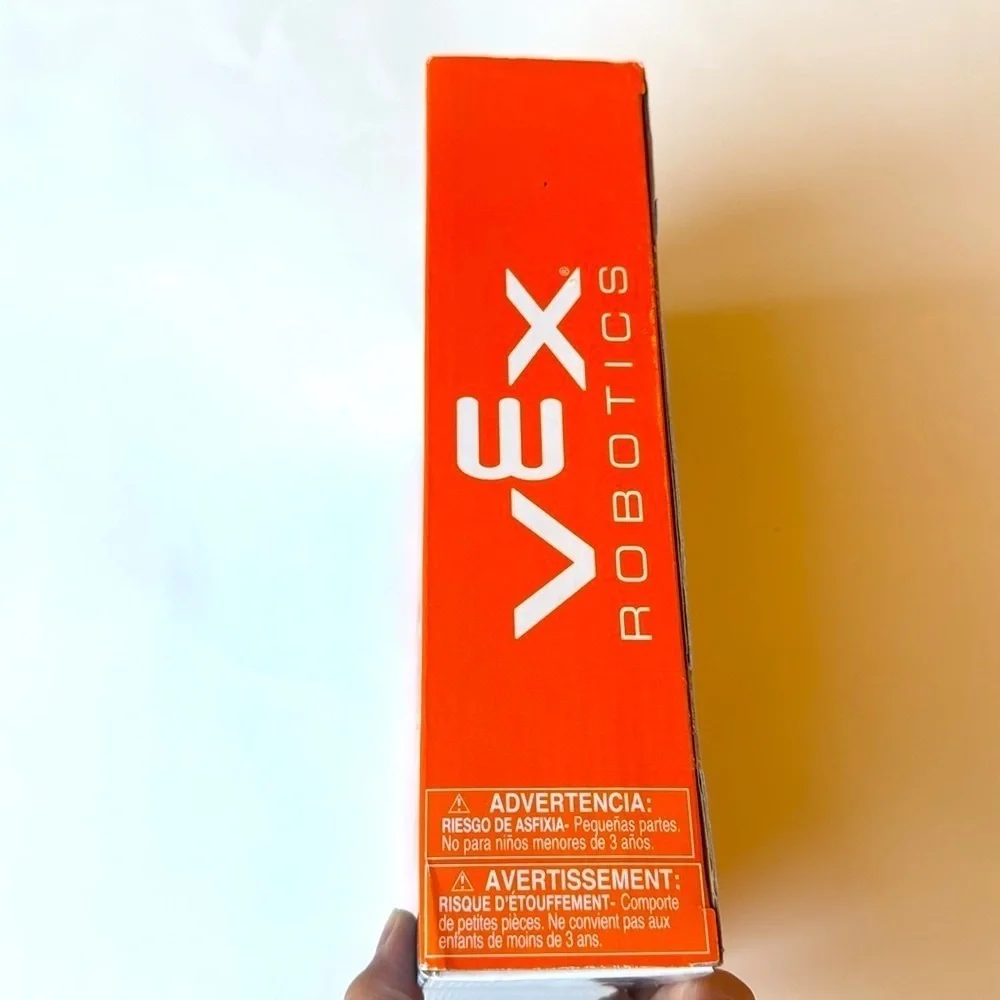 VEX®
ROBOTICS
⚠ ADVERTENCIA:
RIESGO DE ASFIXIA- Pequeñas partes.
No para niños menores de 3 años.
⚠ AVERTISSEMENT:
RISQUE D'ÉTOUFFEMENT- Comporte
de petites pièces. Ne convient pas aux
enfants de moins de 3 ans.